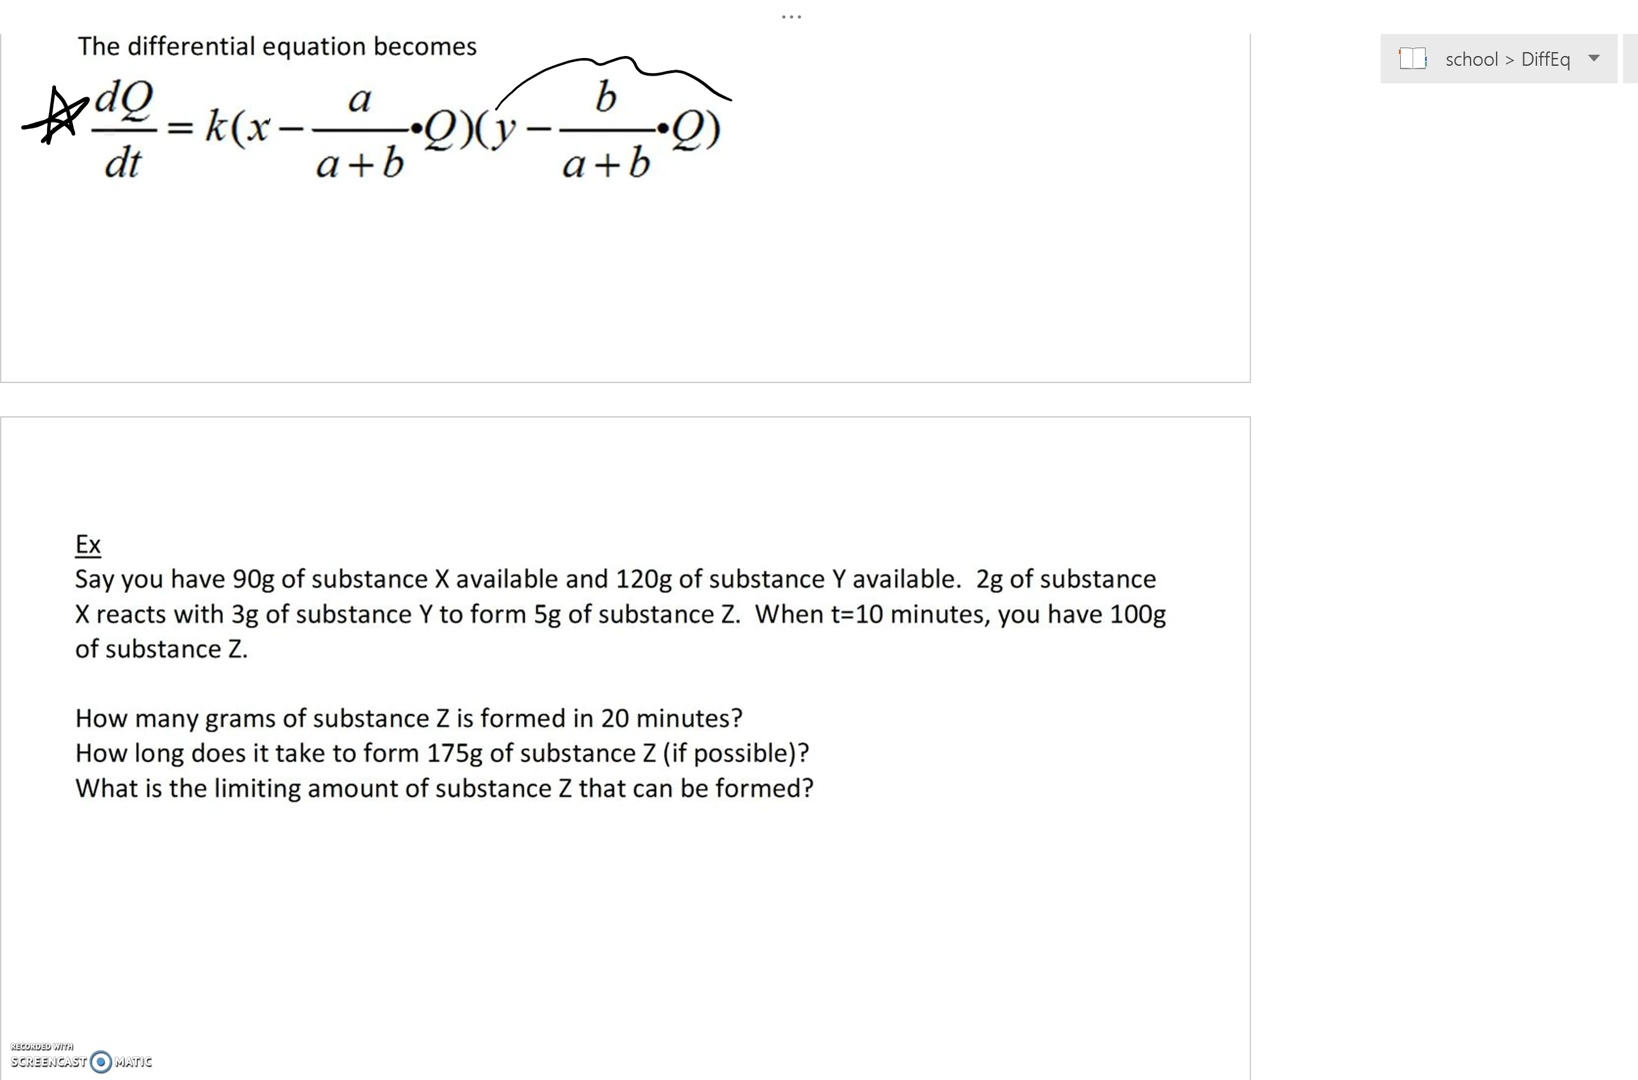 ...
school > DiffEq
The differential equation becomes
dQ/dt = k(x − a/(a+b) •Q)(y − b/(a+b) •Q)
Ex
Say you have 90g of substance X available and 120g of substance Y available. 2g of substance
X reacts with 3g of substance Y to form 5g of substance Z. When t=10 minutes, you have 100g
of substance Z.
How many grams of substance Z is formed in 20 minutes?
How long does it take to form 175g of substance Z (if possible)?
What is the limiting amount of substance Z that can be formed?
RECORDED WITH
SCREENCAST O MATIC